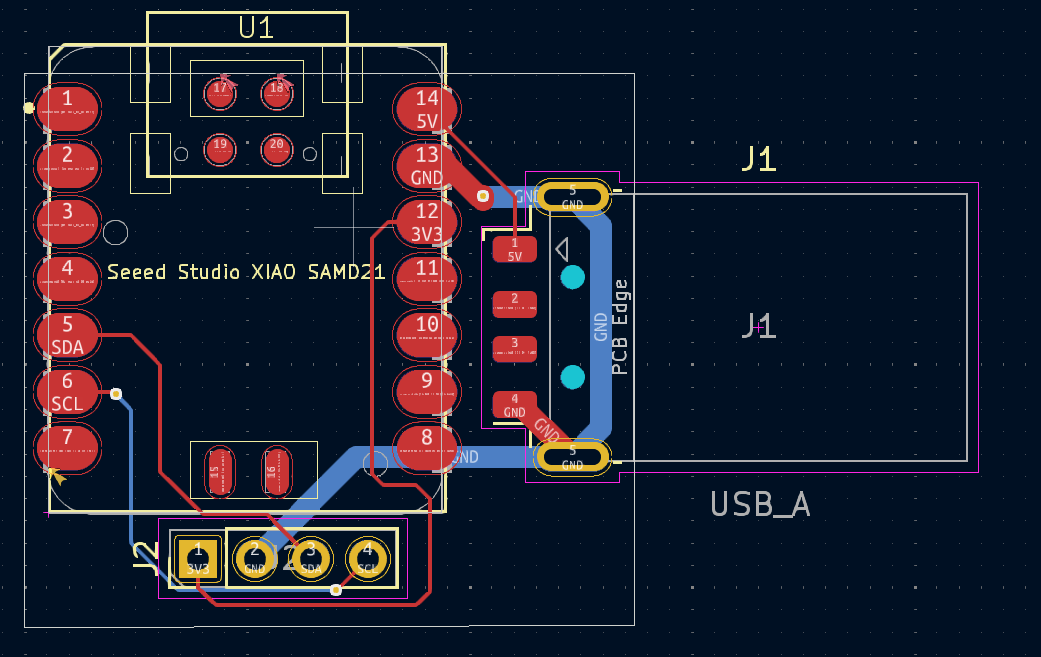 U1
17
18
19
20
1
2
3
4
5
SDA
6
SCL
7
14
5V
13
GND
12
3V3
11
10
9
8
Seeed Studio XIAO SAMD21
15
16
GND
5
GND
1
5V
2
3
4
GND
GND
5
GND
GND
GND
PCB Edge
J1
J1
USB_A
J2
J2
1
3V3
2
GND
3
SDA
4
SCL